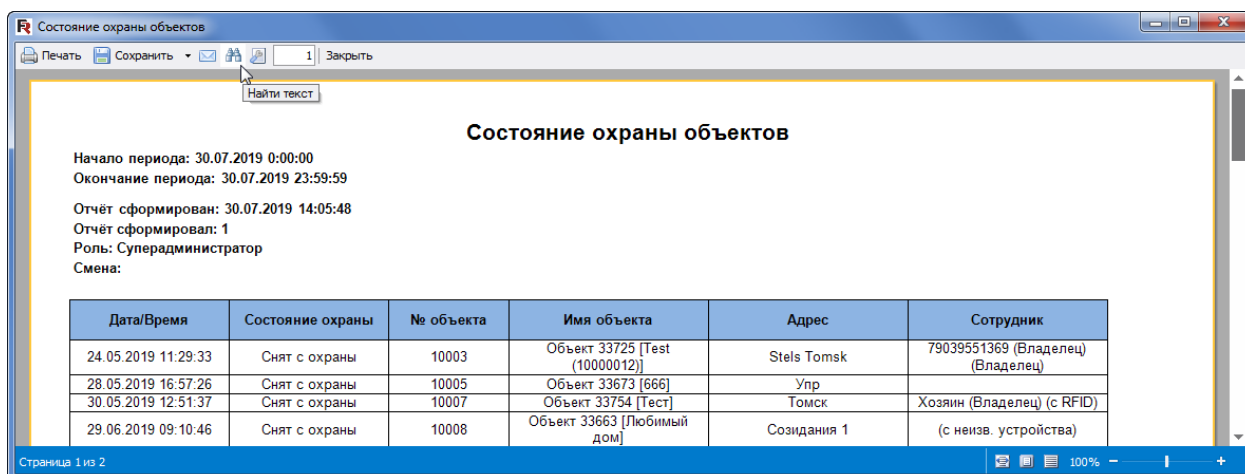 Состояние охраны объектов
Печать Сохранить 1 Закрыть
Найти текст
Состояние охраны объектов
Начало периода: 30.07.2019 0:00:00
Окончание периода: 30.07.2019 23:59:59
Отчёт сформирован: 30.07.2019 14:05:48
Отчёт сформировал: 1
Роль: Суперадминистратор
Смена:
Дата/Время Состояние охраны № объекта Имя объекта Адрес Сотрудник
24.05.2019 11:29:33 Снят с охраны 10003 Объект 33725 [Test (10000012)] Stels Tomsk 79039551369 (Владелец) (Владелец)
28.05.2019 16:57:26 Снят с охраны 10005 Объект 33673 [666] Упр
30.05.2019 12:51:37 Снят с охраны 10007 Объект 33754 [Тест] Томск Хозяин (Владелец) (с RFID)
29.06.2019 09:10:46 Снят с охраны 10008 Объект 33663 [Любимый дом] Созидания 1 (с неизв. устройства)
Страница 1 из 2 100%